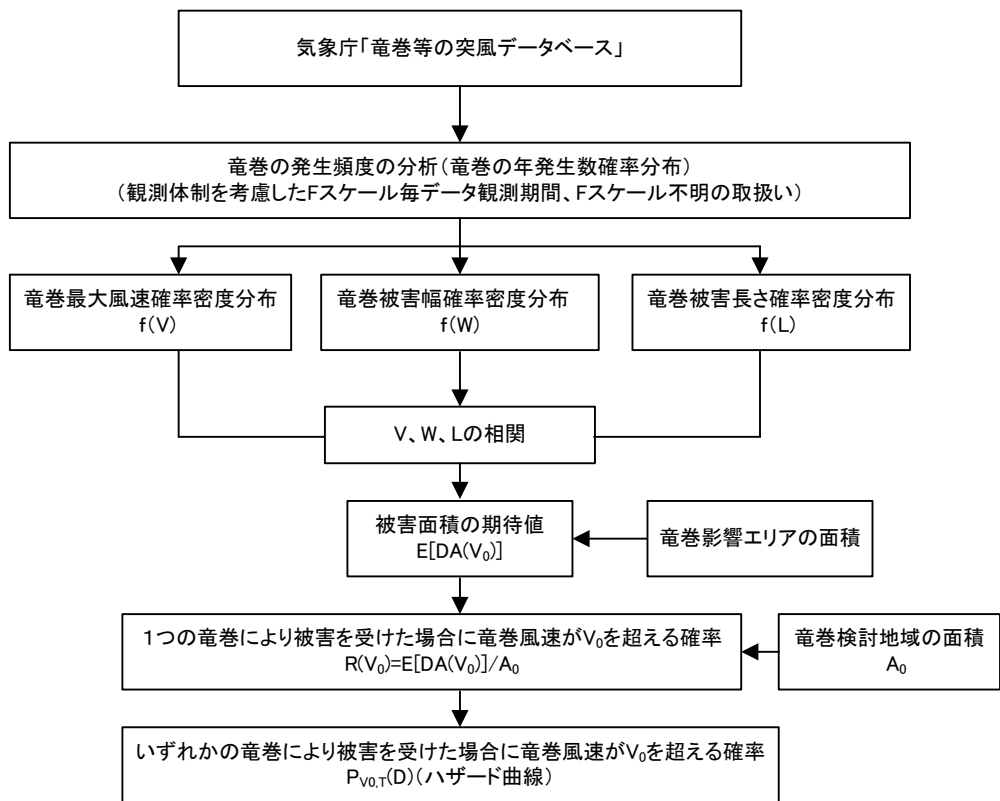 気象庁「竜巻等の突風データベース」
竜巻の発生頻度の分析(竜巻の年発生数確率分布)
(観測体制を考慮したFスケール毎データ観測期間、Fスケール不明の取扱い)
竜巻最大風速確率密度分布
f(V)
竜巻被害幅確率密度分布
f(W)
竜巻被害長さ確率密度分布
f(L)
V、W、Lの相関
被害面積の期待値
E[DA(V₀)]
竜巻影響エリアの面積
1つの竜巻により被害を受けた場合に竜巻風速がV₀を超える確率
R(V₀)=E[DA(V₀)]/A₀
竜巻検討地域の面積
A₀
いずれかの竜巻により被害を受けた場合に竜巻風速がV₀を超える確率
P_{V0,T}(D)(ハザード曲線)